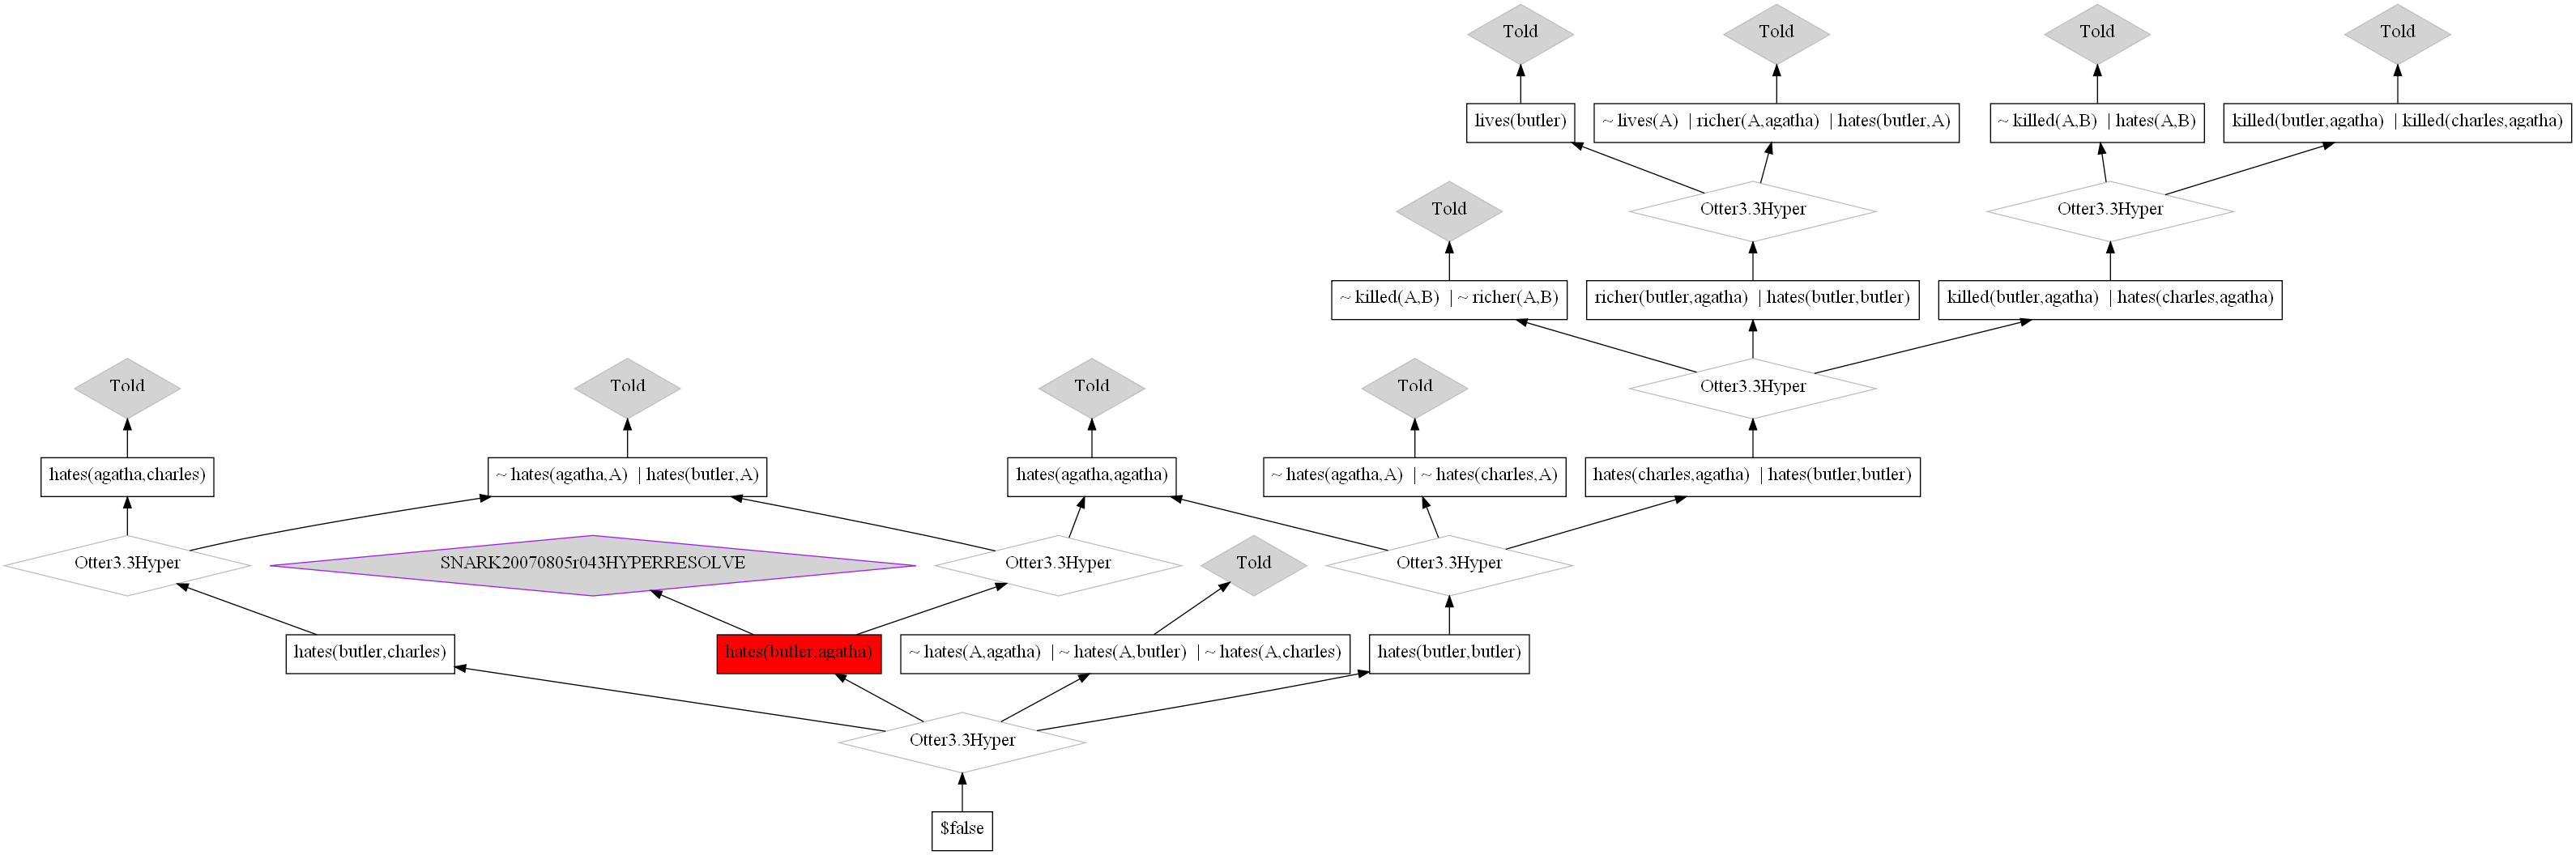 Told
Told
Told
Told
lives(butler)
~ lives(A) | richer(A,agatha) | hates(butler,A)
~ killed(A,B) | hates(A,B)
killed(butler,agatha) | killed(charles,agatha)
Told
Otter3.3Hyper
Otter3.3Hyper
~ killed(A,B) | ~ richer(A,B)
richer(butler,agatha) | hates(butler,butler)
killed(butler,agatha) | hates(charles,agatha)
Told
Told
Told
Told
Otter3.3Hyper
hates(agatha,charles)
~ hates(agatha,A) | hates(butler,A)
hates(agatha,agatha)
~ hates(agatha,A) | ~ hates(charles,A)
hates(charles,agatha) | hates(butler,butler)
Otter3.3Hyper
SNARK20070805r043HYPERRESOLVE
Otter3.3Hyper
Told
Otter3.3Hyper
hates(butler,charles)
hates(butler,agatha)
~ hates(A,agatha) | ~ hates(A,butler) | ~ hates(A,charles)
hates(butler,butler)
Otter3.3Hyper
$false